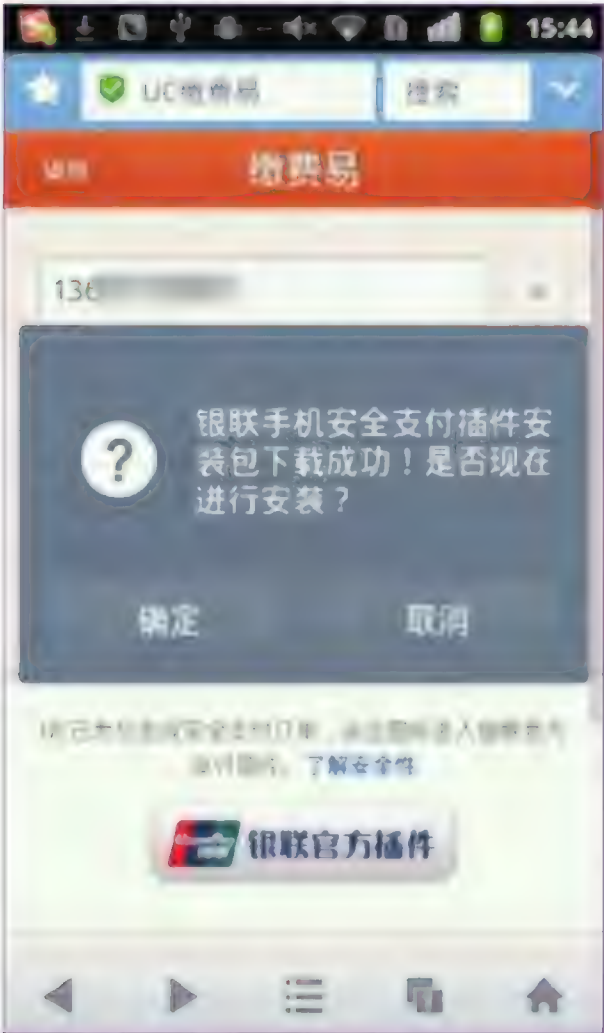 15:44
UC缴费易
搜索
返回
缴费易
136
银联手机安全支付插件安
装包下载成功！是否现在
进行安装？
确定
取消
了解安全性
银联官方插件